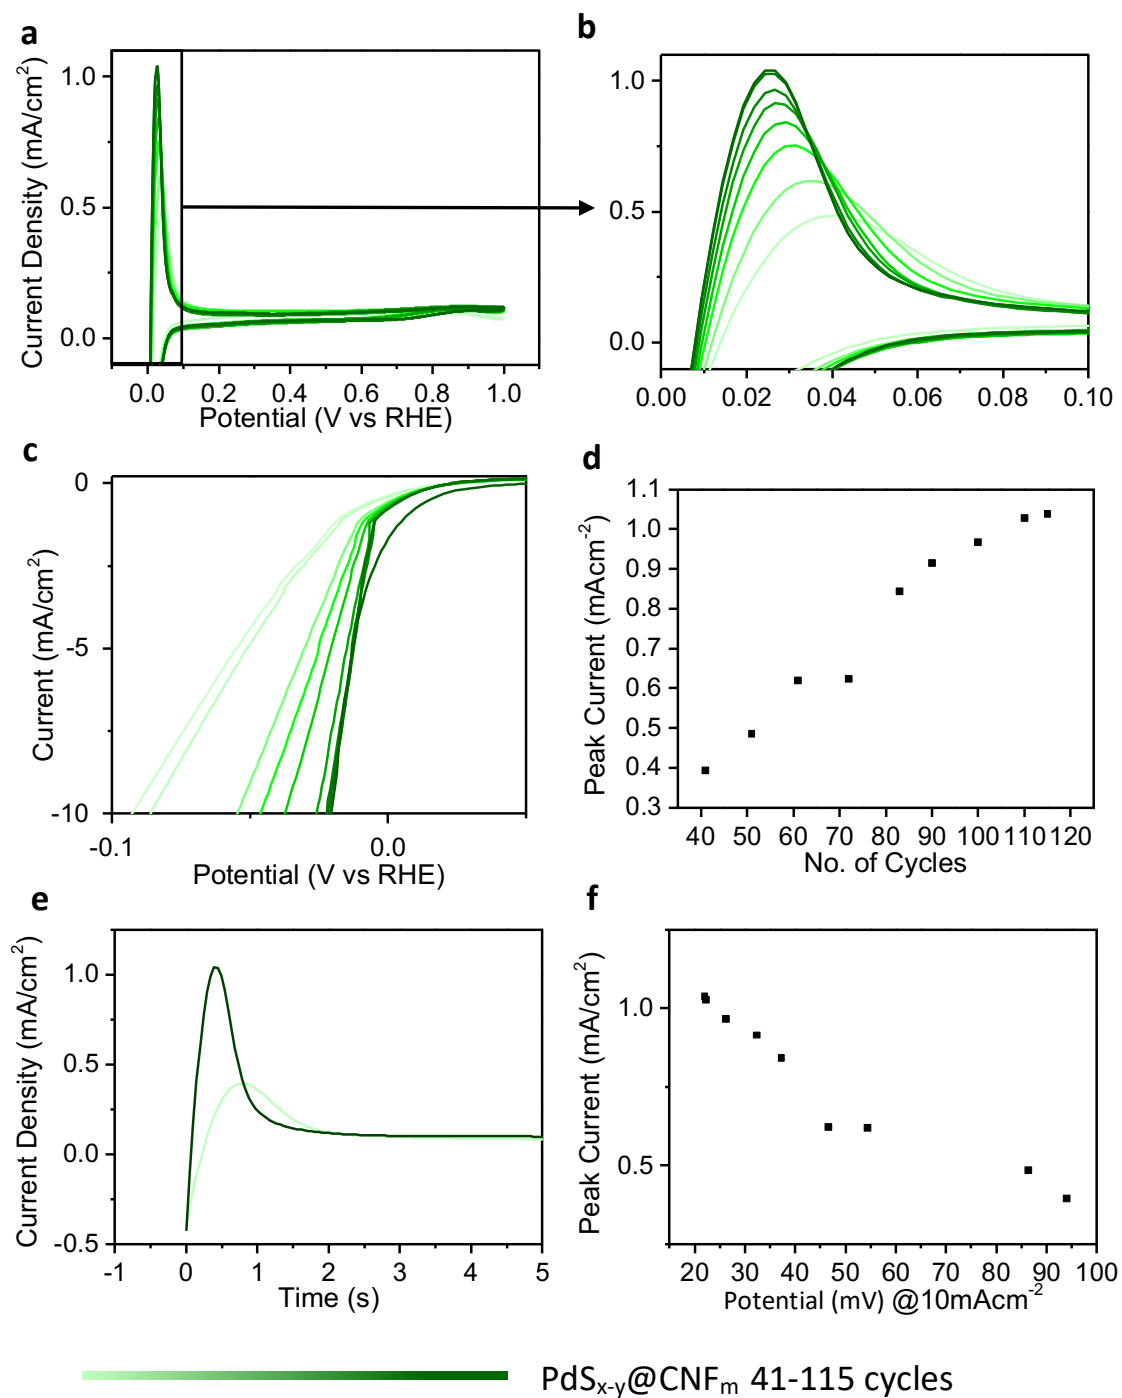 a
Current Density (mA/cm²)
1.0
0.5
0.0
0.0 0.2 0.4 0.6 0.8 1.0
Potential (V vs RHE)
b
1.0
0.5
0.0
0.00 0.02 0.04 0.06 0.08 0.10
c
Current (mA/cm²)
0
-5
-10
-0.1 0.0
Potential (V vs RHE)
d
Peak Current (mAcm⁻²)
1.1
1.0
0.9
0.8
0.7
0.6
0.5
0.4
0.3
40 50 60 70 80 90 100 110 120
No. of Cycles
e
Current Density (mA/cm²)
1.0
0.5
0.0
-0.5
-1 0 1 2 3 4 5
Time (s)
f
Peak Current (mA/cm²)
1.0
0.5
20 30 40 50 60 70 80 90 100
Potential (mV) @10mAcm⁻²
PdSₓ₋ᵧ@CNFₘ 41-115 cycles